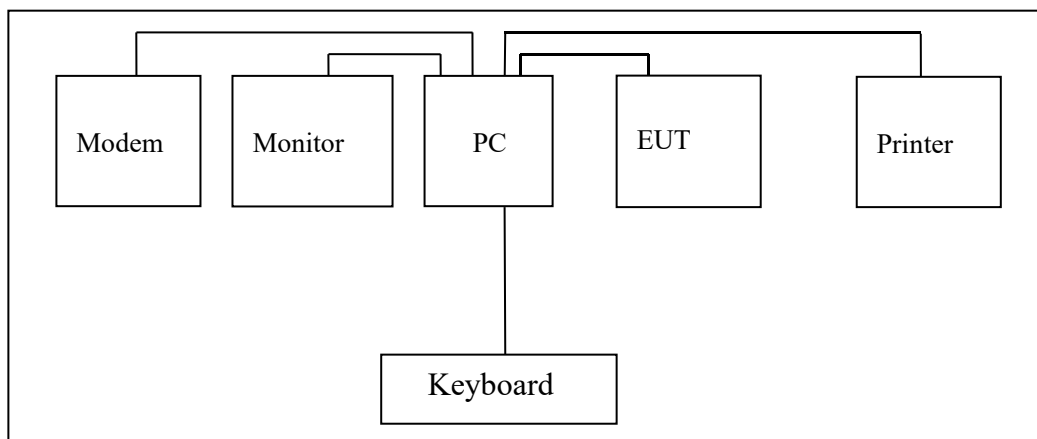 Modem
Monitor
PC
EUT
Printer
Keyboard